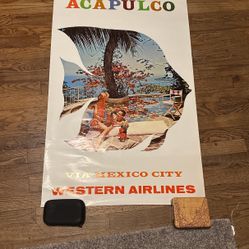 ACAPULCO
VIA MEXICO CITY
WESTERN AIRLINES